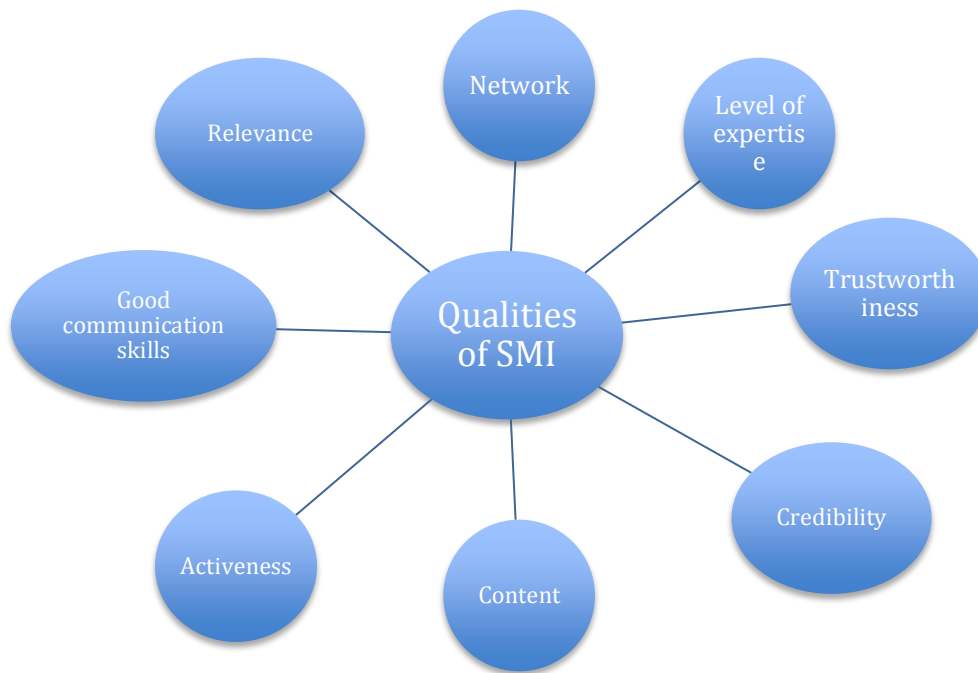 Network
Level of
expertis
e
Relevance
Trustworth
iness
Good
communication
skills
Qualities
of SMI
Credibility
Activeness
Content